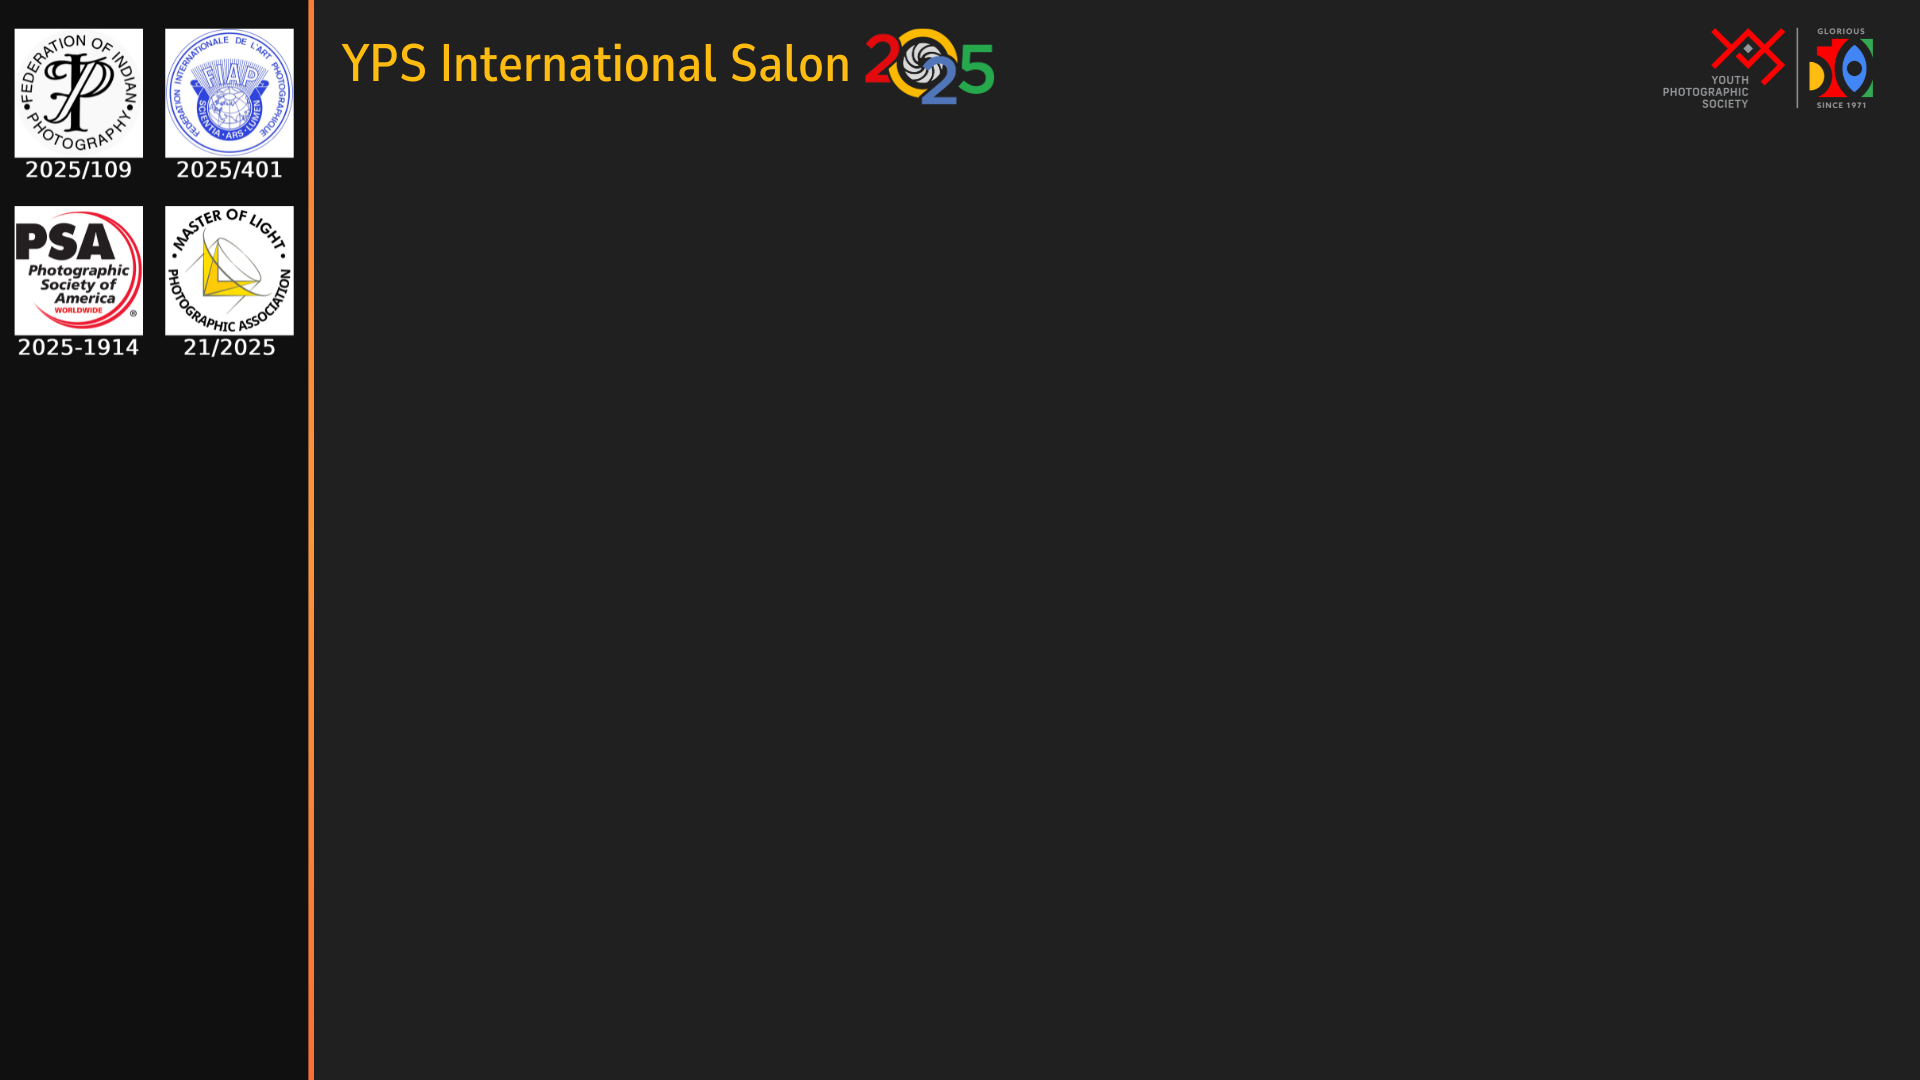 FEDERATION OF INDIAN PHOTOGRAPHY
2025/109
FEDERATION INTERNATIONALE DE L'ART PHOTOGRAPHIQUE
FIAP
SCIENTIA-ARS-LUMEN
2025/401
PSA
Photographic
Society of
America
WORLDWIDE
®
2025-1914
MASTER OF LIGHT
PHOTOGRAPHIC ASSOCIATION
21/2025
YPS International Salon 2025
YOUTH
PHOTOGRAPHIC
SOCIETY
GLORIOUS
50
SINCE 1971